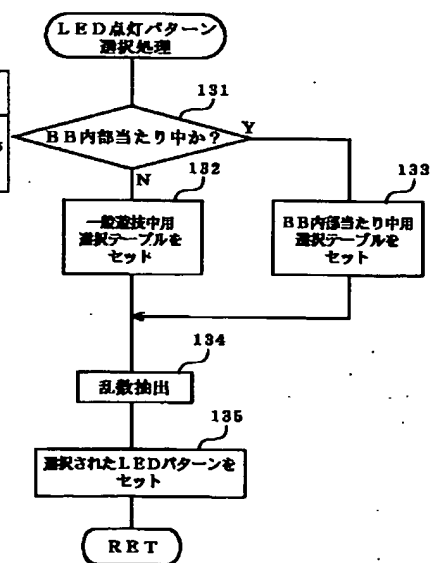 LED点灯パターン
選択処理
131
BB内部当たり中か?
Y
N
132
一般遊技中用
選択テーブルを
セット
133
BB内部当たり中用
選択テーブルを
セット
134
乱数抽出
135
選択されたLEDパターンを
セット
RET